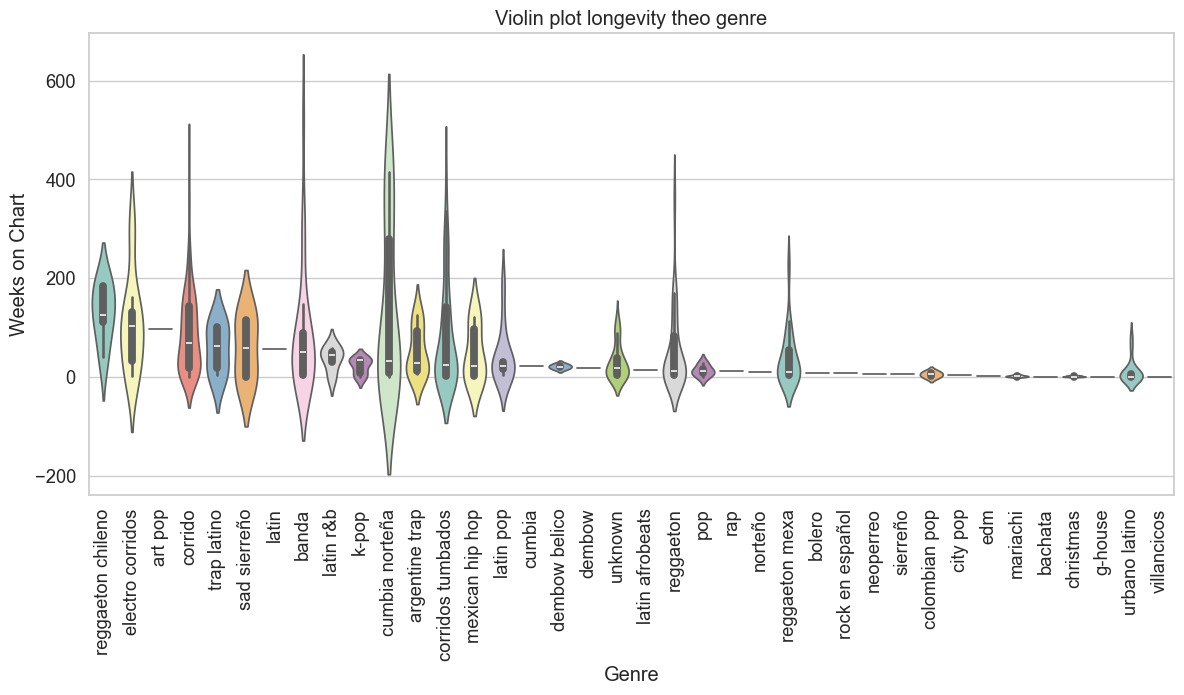 Violin plot longevity theo genre
Weeks on Chart
600
400
200
0
−200
reggaeton chileno
electro corridos
art pop
corrido
trap latino
sad sierreño
latin
banda
latin r&b
k-pop
cumbia norteña
argentine trap
corridos tumbados
mexican hip hop
latin pop
cumbia
dembow belico
dembow
unknown
latin afrobeats
reggaeton
pop
rap
norteño
reggaeton mexa
bolero
rock en español
neoperreo
sierreño
colombian pop
city pop
edm
mariachi
bachata
christmas
g-house
urbano latino
villancicos
Genre